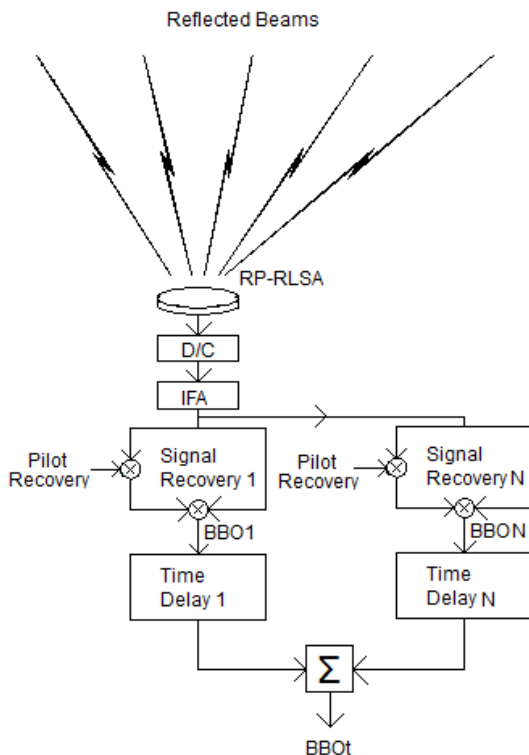 Reflected Beams
RP-RLSA
D/C
IFA
Pilot
Recovery
Signal
Recovery 1
Pilot
Recovery
Signal
Recovery N
BBO1
BBON
Time
Delay 1
Time
Delay N
Σ
BBOt